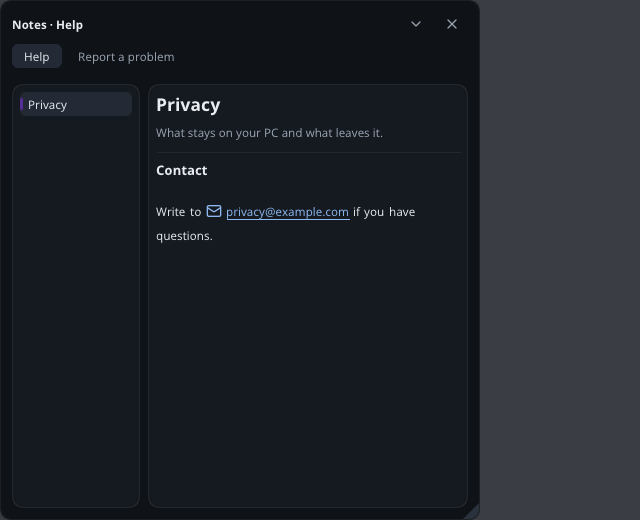 Notes · Help
Help
Report a problem
Privacy
Privacy
What stays on your PC and what leaves it.
Contact
Write to privacy@example.com if you have
questions.